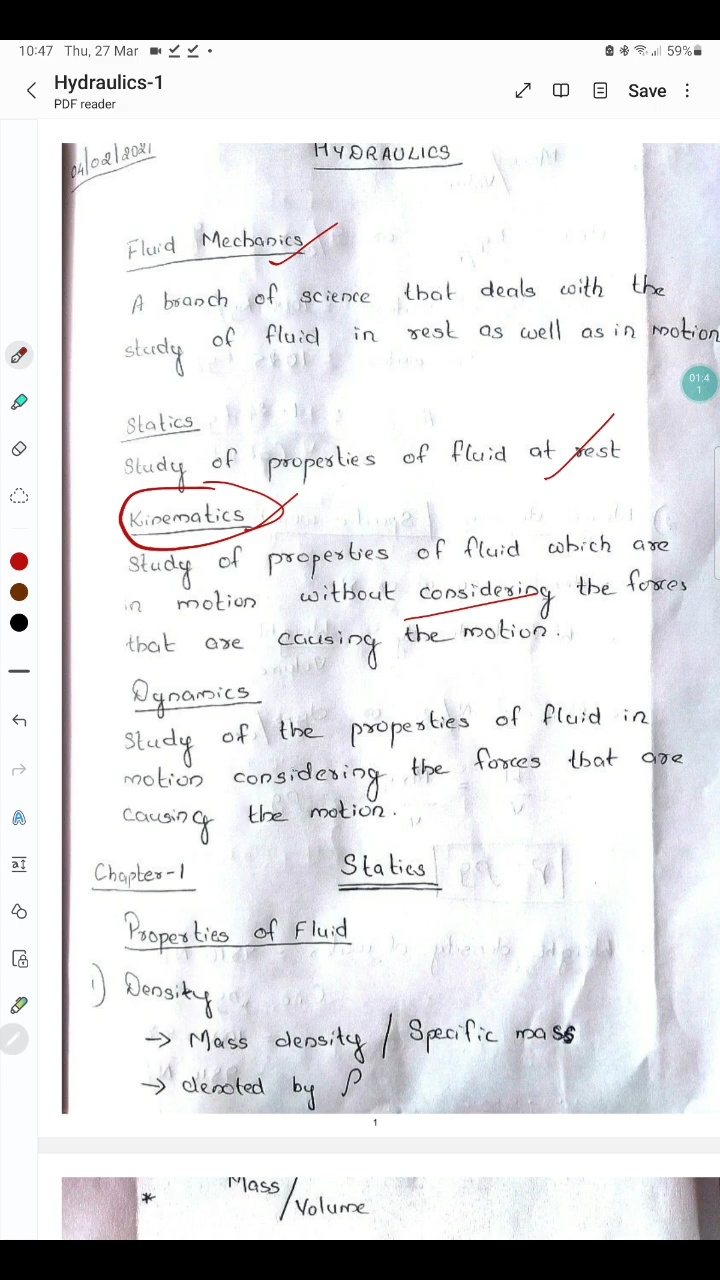 10:47 Thu, 27 Mar
59%
Hydraulics-1
PDF reader
Save
04/02/2021
HYDRAULICS
Fluid Mechanics
A branch of science that deals with the
study of fluid in rest as well as in motion
01:4
1
Statics
Study of properties of fluid at rest
Kinematics
Study of properties of fluid which are
in motion without considering the forces
that are causing the motion.
Dynamics
Study of the properties of fluid in
motion considering the forces that are
causing the motion.
Chapter-1 Statics
Properties of Fluid
1) Density
→ Mass density / Specific mass
→ denoted by ρ
1
* Mass/Volume